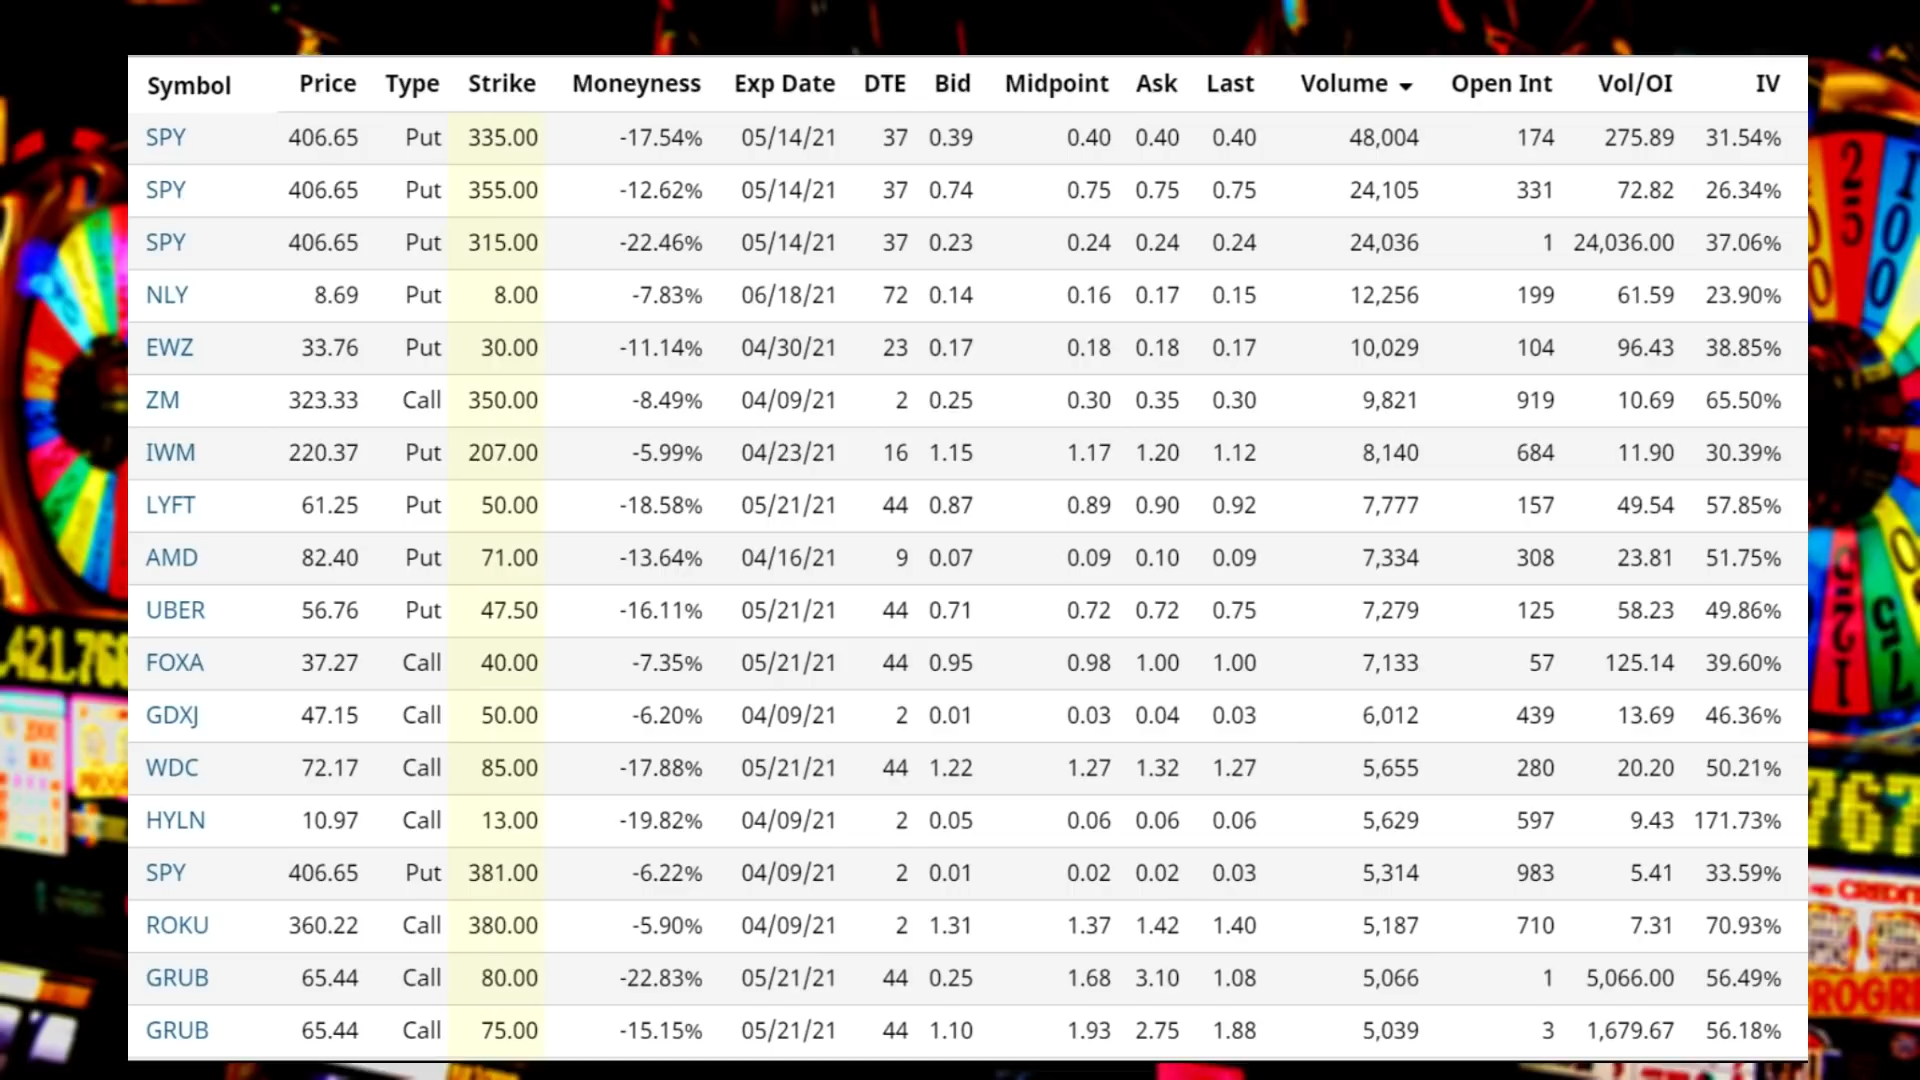 Symbol Price Type Strike Moneyness Exp Date DTE Bid Midpoint Ask Last Volume Open Int Vol/OI IV
SPY 406.65 Put 335.00 -17.54% 05/14/21 37 0.39 0.40 0.40 0.40 48,004 174 275.89 31.54%
SPY 406.65 Put 355.00 -12.62% 05/14/21 37 0.74 0.75 0.75 0.75 24,105 331 72.82 26.34%
SPY 406.65 Put 315.00 -22.46% 05/14/21 37 0.23 0.24 0.24 0.24 24,036 1 24,036.00 37.06%
NLY 8.69 Put 8.00 -7.83% 06/18/21 72 0.14 0.16 0.17 0.15 12,256 199 61.59 23.90%
EWZ 33.76 Put 30.00 -11.14% 04/30/21 23 0.17 0.18 0.18 0.17 10,029 104 96.43 38.85%
ZM 323.33 Call 350.00 -8.49% 04/09/21 2 0.25 0.30 0.35 0.30 9,821 919 10.69 65.50%
IWM 220.37 Put 207.00 -5.99% 04/23/21 16 1.15 1.17 1.20 1.12 8,140 684 11.90 30.39%
LYFT 61.25 Put 50.00 -18.58% 05/21/21 44 0.87 0.89 0.90 0.92 7,777 157 49.54 57.85%
AMD 82.40 Put 71.00 -13.64% 04/16/21 9 0.07 0.09 0.10 0.09 7,334 308 23.81 51.75%
UBER 56.76 Put 47.50 -16.11% 05/21/21 44 0.71 0.72 0.72 0.75 7,279 125 58.23 49.86%
FOXA 37.27 Call 40.00 -7.35% 05/21/21 44 0.95 0.98 1.00 1.00 7,133 57 125.14 39.60%
GDXJ 47.15 Call 50.00 -6.20% 04/09/21 2 0.01 0.03 0.04 0.03 6,012 439 13.69 46.36%
WDC 72.17 Call 85.00 -17.88% 05/21/21 44 1.22 1.27 1.32 1.27 5,655 280 20.20 50.21%
HYLN 10.97 Call 13.00 -19.82% 04/09/21 2 0.05 0.06 0.06 0.06 5,629 597 9.43 171.73%
SPY 406.65 Put 381.00 -6.22% 04/09/21 2 0.01 0.02 0.02 0.03 5,314 983 5.41 33.59%
ROKU 360.22 Call 380.00 -5.90% 04/09/21 2 1.31 1.37 1.42 1.40 5,187 710 7.31 70.93%
GRUB 65.44 Call 80.00 -22.83% 05/21/21 44 0.25 1.68 3.10 1.08 5,066 1 5,066.00 56.49%
GRUB 65.44 Call 75.00 -15.15% 05/21/21 44 1.10 1.93 2.75 1.88 5,039 3 1,679.67 56.18%